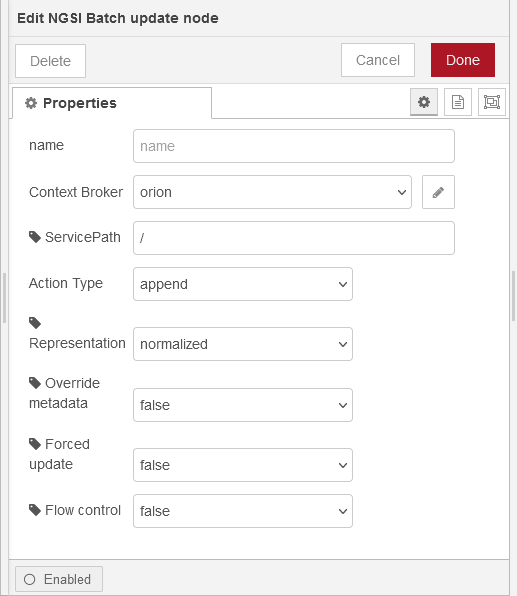 Edit NGSI Batch update node
Delete
Cancel
Done
Properties
name
name
Context Broker
orion
ServicePath
/
Action Type
append
Representation
normalized
Override
metadata
false
Forced
update
false
Flow control
false
Enabled